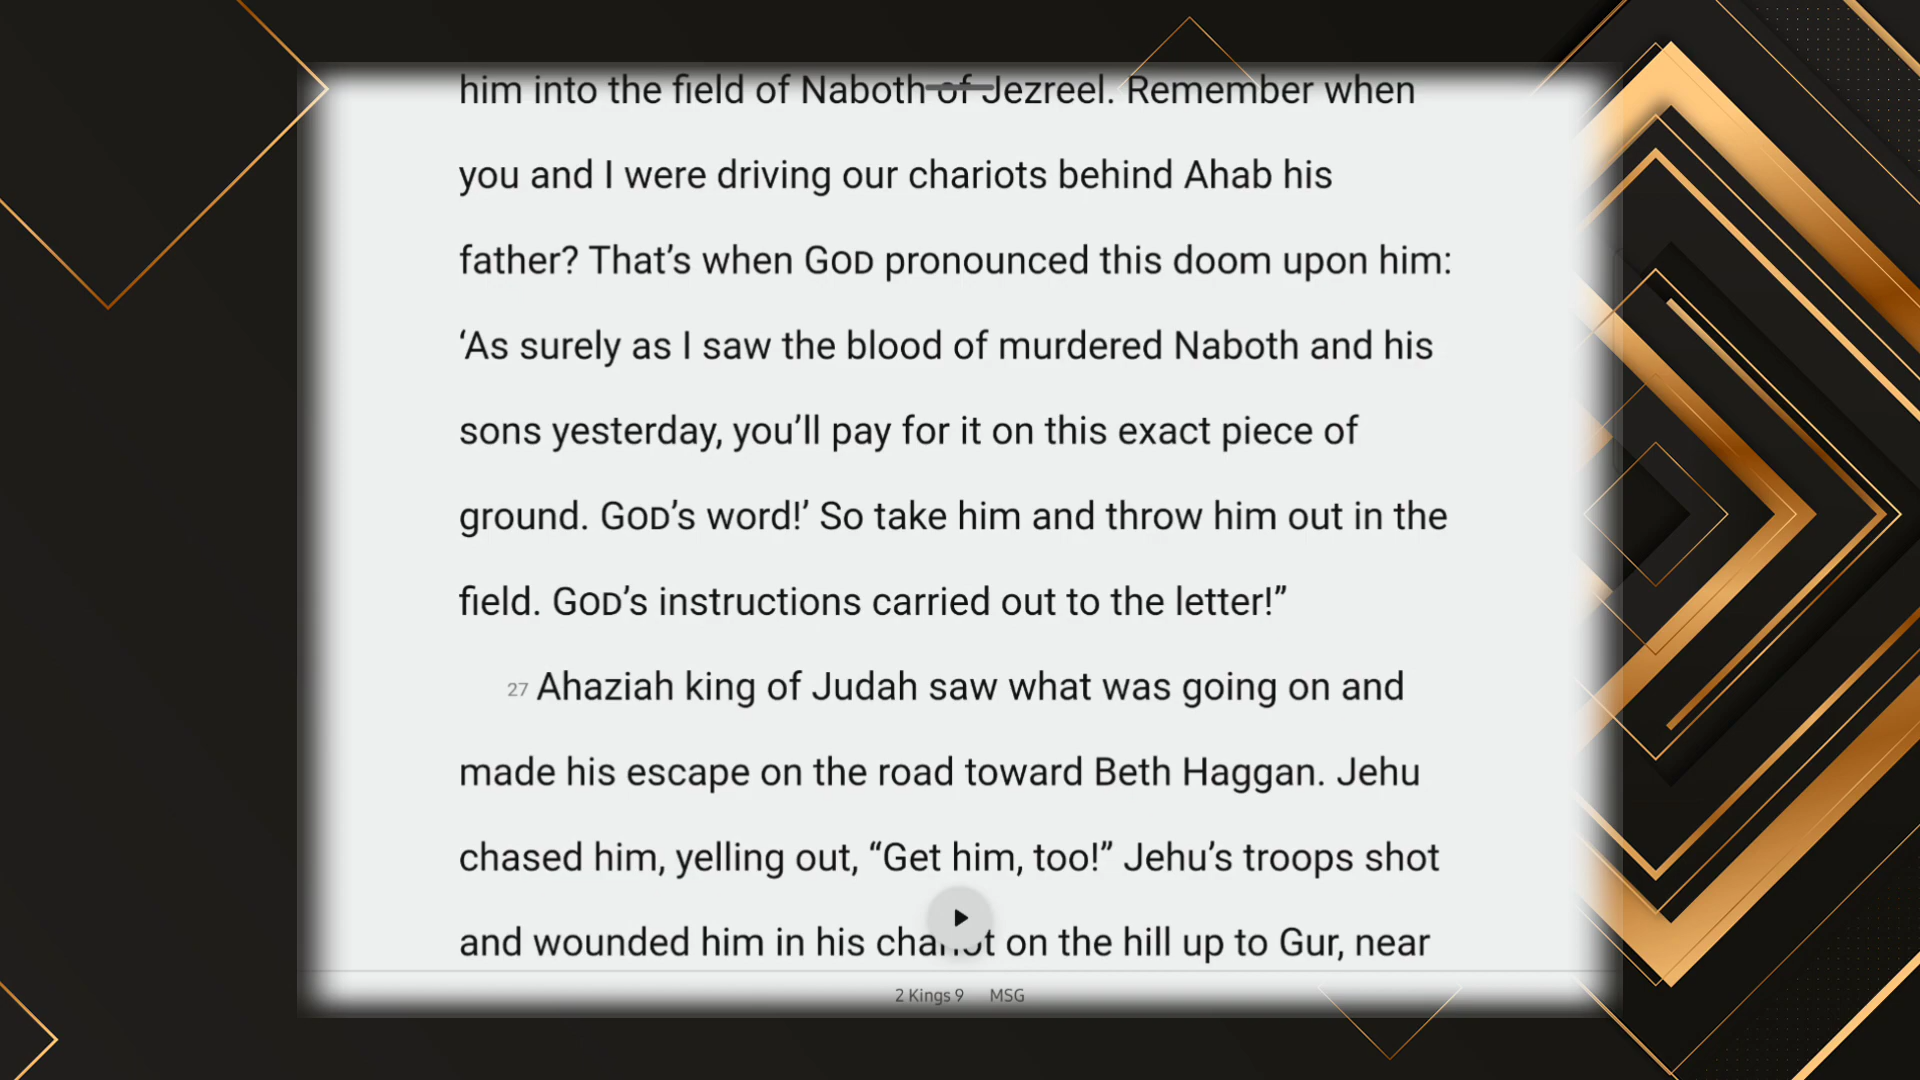 him into the field of Naboth of Jezreel. Remember when
you and I were driving our chariots behind Ahab his
father? That’s when GOD pronounced this doom upon him:
‘As surely as I saw the blood of murdered Naboth and his
sons yesterday, you’ll pay for it on this exact piece of
ground. GOD’s word!’ So take him and throw him out in the
field. GOD’s instructions carried out to the letter!”
27 Ahaziah king of Judah saw what was going on and
made his escape on the road toward Beth Haggan. Jehu
chased him, yelling out, “Get him, too!” Jehu’s troops shot
and wounded him in his chariot on the hill up to Gur, near
2 Kings 9 MSG